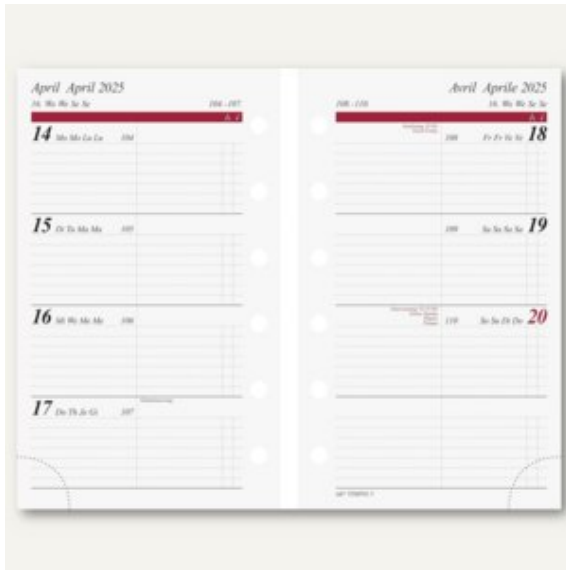 April April 2025
16. Wo We Se Se 104 - 107
14 Mo Mo Lu Lu 104
15 Di Tu Ma Ma 105
16 Mi We Me Me 106
17 Do Th Je Gi 107
Avril Aprile 2025
108 - 110 16. Wo We Se Se
108 Fr Fr Ve Ve 18
109 Sa Sa Sa Sa 19
110 So Su Di Do 20